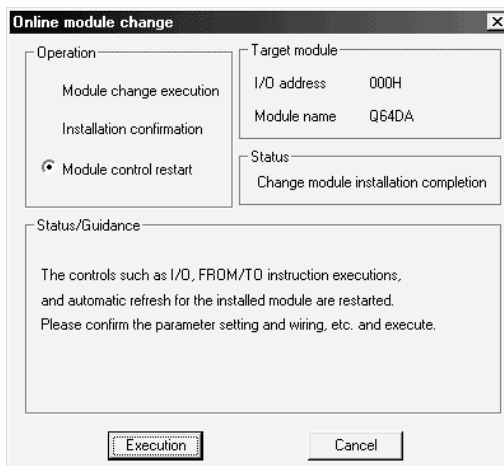 Online module change
Operation
Module change execution
Installation confirmation
Module control restart
Target module
I/O address 000H
Module name Q64DA
Status
Change module installation completion
Status/Guidance
The controls such as I/O, FROM/TO instruction executions,
and automatic refresh for the installed module are restarted.
Please confirm the parameter setting and wiring, etc. and execute.
Execution
Cancel